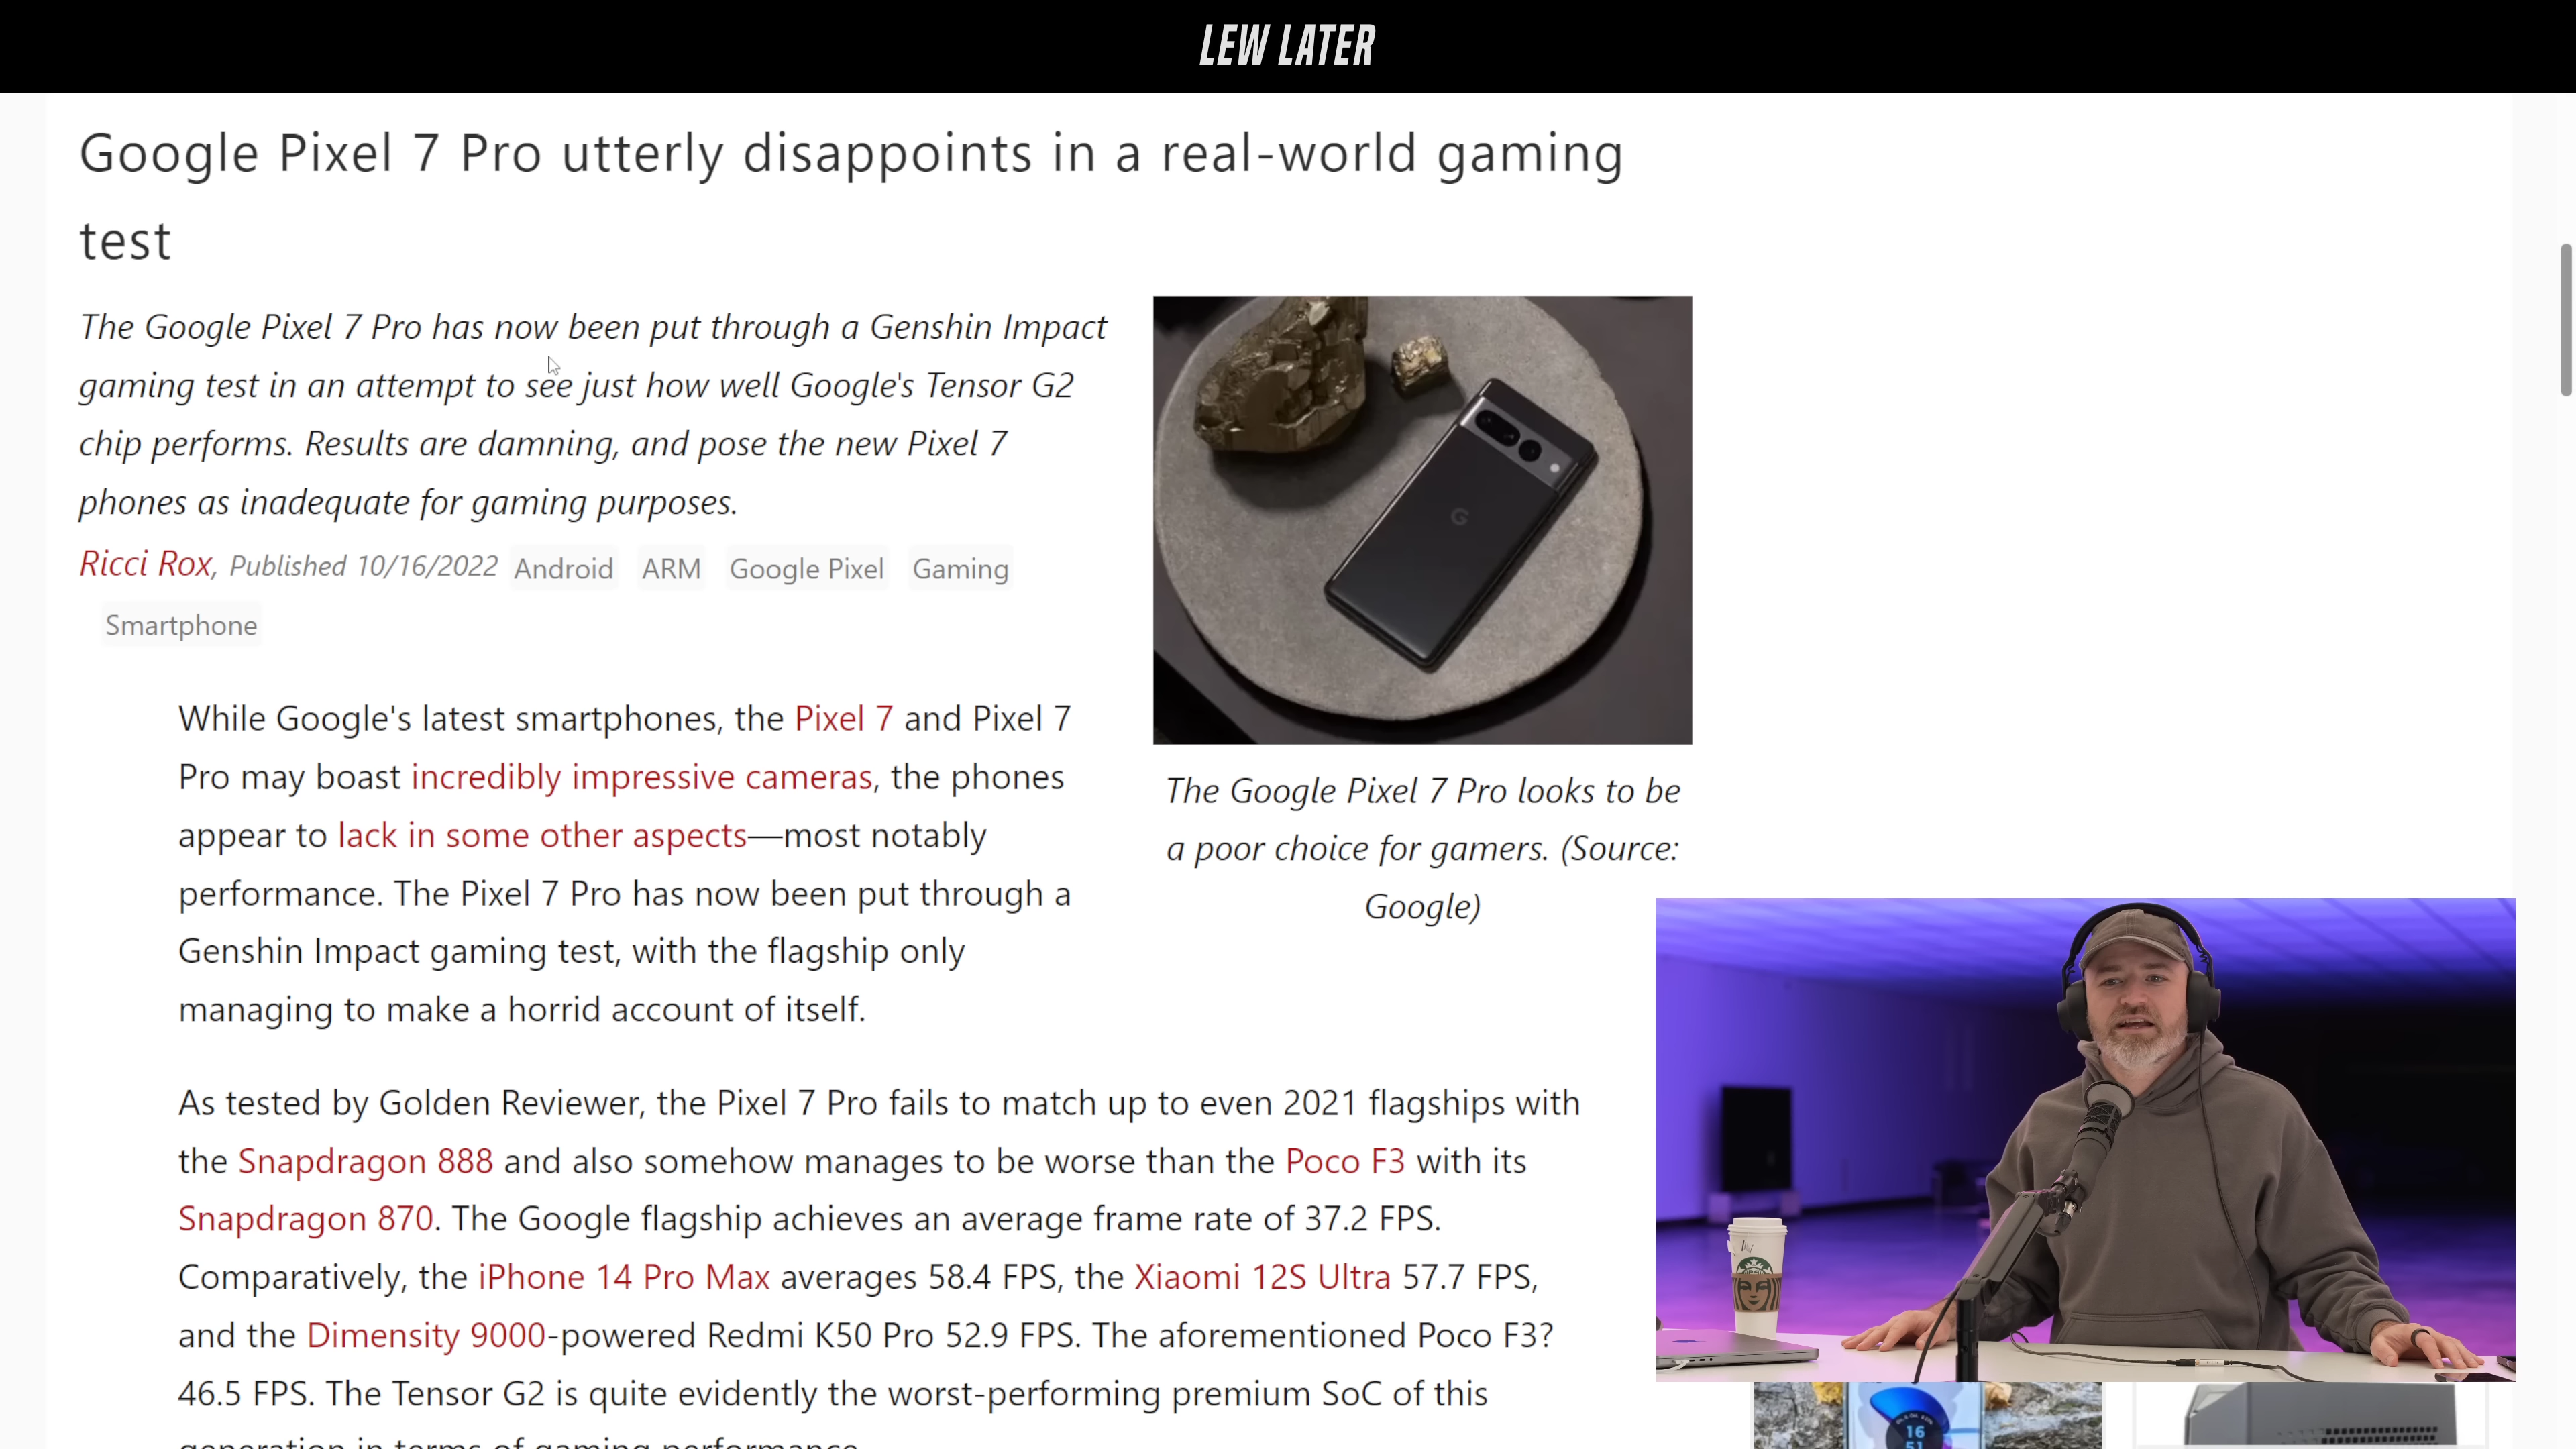 LEW LATER
Google Pixel 7 Pro utterly disappoints in a real-world gaming
test
The Google Pixel 7 Pro has now been put through a Genshin Impact
gaming test in an attempt to see just how well Google's Tensor G2
chip performs. Results are damning, and pose the new Pixel 7
phones as inadequate for gaming purposes.
Ricci Rox, Published 10/16/2022 Android ARM Google Pixel Gaming
Smartphone
G
The Google Pixel 7 Pro looks to be
a poor choice for gamers. (Source:
Google)
While Google's latest smartphones, the Pixel 7 and Pixel 7
Pro may boast incredibly impressive cameras, the phones
appear to lack in some other aspects—most notably
performance. The Pixel 7 Pro has now been put through a
Genshin Impact gaming test, with the flagship only
managing to make a horrid account of itself.
As tested by Golden Reviewer, the Pixel 7 Pro fails to match up to even 2021 flagships with
the Snapdragon 888 and also somehow manages to be worse than the Poco F3 with its
Snapdragon 870. The Google flagship achieves an average frame rate of 37.2 FPS.
Comparatively, the iPhone 14 Pro Max averages 58.4 FPS, the Xiaomi 12S Ultra 57.7 FPS,
and the Dimensity 9000-powered Redmi K50 Pro 52.9 FPS. The aforementioned Poco F3?
46.5 FPS. The Tensor G2 is quite evidently the worst-performing premium SoC of this
generation in terms of gaming performance.
16
51